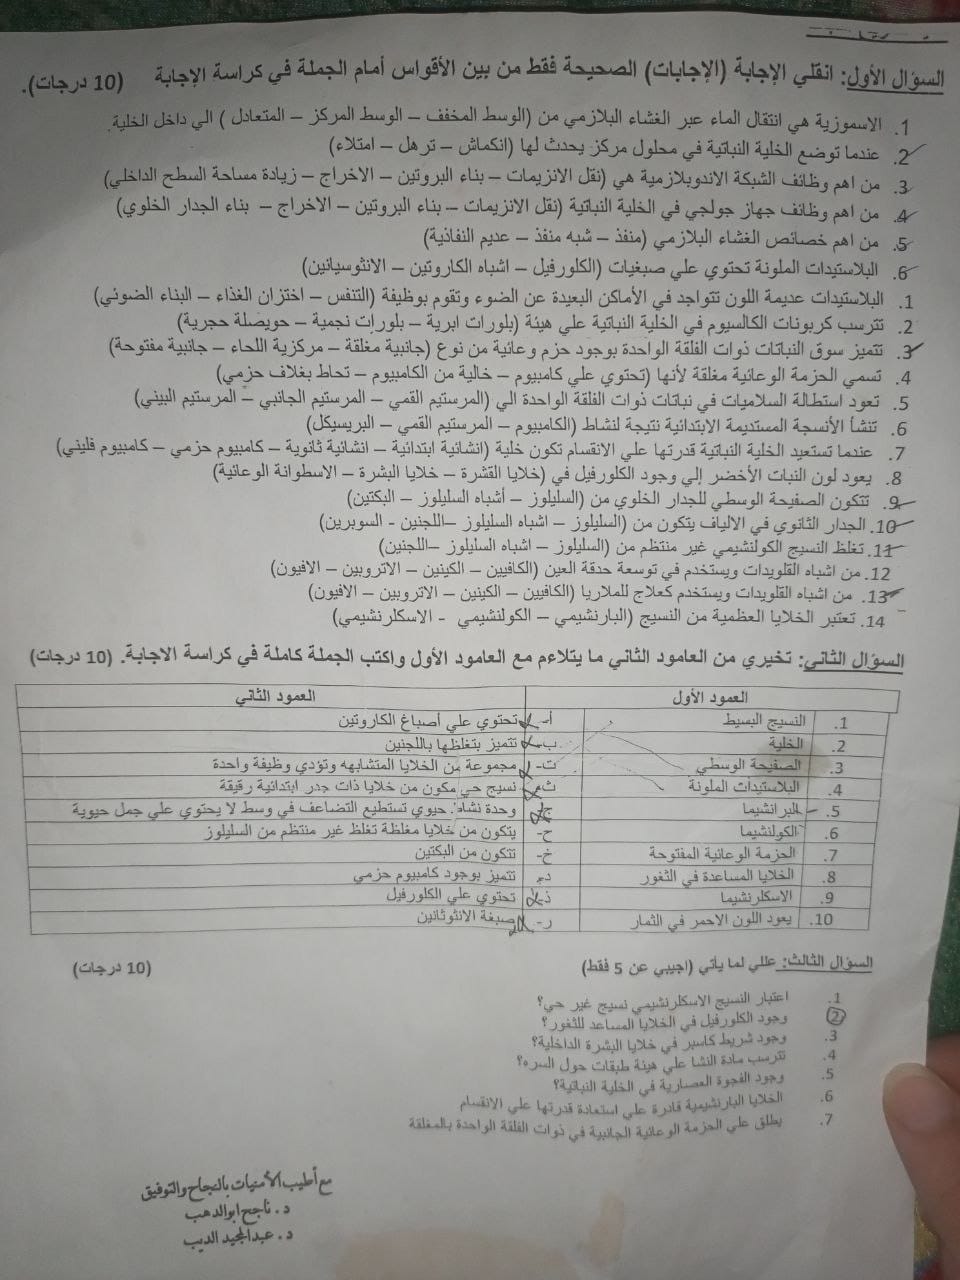 السؤال الأول: انقلي الإجابة (الإجابات) الصحيحة فقط من بين الأقواس أمام الجملة في كراسة الإجابة (10 درجات).
1. الاسموزية هي انتقال الماء عبر الغشاء البلازمي من (الوسط المخفف – الوسط المركز – المتعادل) الي داخل الخلية.
2. عندما توضع الخلية النباتية في محلول مركز يحدث لها (انكماش – ترهل – امتلاء)
3. من اهم وظائف الشبكة الاندوبلازمية هي (نقل الانزيمات – بناء البروتين – الاخراج – زيادة مساحة السطح الداخلي)
4. من اهم وظائف جهاز جولجي في الخلية النباتية (نقل الانزيمات – بناء البروتين – الاخراج – بناء الجدار الخلوي)
5. من اهم خصائص الغشاء البلازمي (منفذ – شبه منفذ – عديم النفاذية)
6. البلاستيدات الملونة تحتوي علي صبغيات (الكلورفيل – اشباه الكاروتين – الانثوسيانين)
1. البلاستيدات عديمة اللون تتواجد في الأماكن البعيدة عن الضوء وتقوم بوظيفة (التنفس – اختزان الغذاء – البناء الضوئي)
2. تترسب كربونات الكالسيوم في الخلية النباتية علي هيئة (بلورات ابرية – بلورات نجمية – حويصلة حجرية)
3. تتميز سوق النباتات ذوات الفلقة الواحدة بوجود حزم وعائية من نوع (جانبية مغلقة – مركزية اللحاء – جانبية مفتوحة)
4. تسمي الحزمة الوعائية مغلقة لأنها (تحتوي علي كامبيوم – خالية من الكامبيوم – تحاط بغلاف حزمي)
5. تعود استطالة السلاميات في نباتات ذوات الفلقة الواحدة الي (المرستيم القمي – المرستيم الجانبي – المرستيم البيني)
6. تنشأ الأنسجة المستديمة الابتدائية نتيجة لنشاط (الكامبيوم – المرستيم القمي – البريسيكل)
7. عندما تستعيد الخلية النباتية قدرتها علي الانقسام تكون خلية (انشائية ابتدائية – انشائية ثانوية – كامبيوم حزمي – كامبيوم فليني)
8. يعود لون النبات الأخضر إلي وجود الكلورفيل في (خلايا القشرة – خلايا البشرة – الاسطوانة الوعائية)
9. تتكون الصفيحة الوسطي للجدار الخلوي من (السليلوز – أشباه السليلوز – البكتين)
10. الجدار الثانوي في الالياف يتكون من (السليلوز – اشباه السليلوز –اللجنين - السوبرين)
11. تغلظ النسيج الكولنشيمي غير منتظم من (السليلوز – اشباه السليلوز –اللجنين)
12. من اشباه القلويدات ويستخدم في توسعة حدقة العين (الكافيين – الكينين – الاتروبين – الافيون)
13. من اشباه القلويدات ويستخدم كعلاج للملاريا (الكافيين – الكينين – الاتروبين – الافيون)
14. تعتبر الخلايا العظمية من النسيج (البارنشيمي – الكولنشيمي - الاسكلرنشيمي)
السؤال الثاني: تخيري من العامود الثاني ما يتلاءم مع العامود الأول واكتب الجملة كاملة في كراسة الاجابة. (10 درجات)
العمود الأول العمود الثاني
1. النسيج البسيط أ- تحتوي علي أصباغ الكاروتين
2. الخلية ب- تتميز بتغلظها باللجنين
3. الصفيحة الوسطي ت- مجموعة من الخلايا المتشابهه وتؤدي وظيفة واحدة
4. البلاستيدات الملونة ث- نسيج حي مكون من خلايا ذات جدر ابتدائية رقيقة
5. البرانشيما ج- وحدة نشاط حيوي تستطيع التضاعف في وسط لا يحتوي علي جمل حيوية
6. الكولنشيما ح- يتكون من خلايا مغلظة تغلظ غير منتظم من السليلوز
7. الحزمة الوعائية المفتوحة خ- تتكون من البكتين
8. الخلايا المساعدة في الثغور د- تتميز بوجود كامبيوم حزمي
9. الاسكلرنشيما ذ- تحتوي علي الكلورفيل
10. يعود اللون الاحمر في الثمار ر- صبغة الانثوثانين
السؤال الثالث: عللي لما يأتي (اجيبي عن 5 فقط) (10 درجات)
1. اعتبار النسيج الاسكلرنشيمي نسيج غير حي؟
2 وجود الكلورفيل في الخلايا المساعد للثغور؟
3. وجود شريط كاسبر في خلايا البشرة الداخلية؟
4. تترسب مادة النشا علي هيئة طبقات حول السره؟
5. وجود الفجوة العصارية في الخلية النباتية؟
6. الخلايا البارنشيمية قادرة علي استعادة قدرتها علي الانقسام
7. يطلق علي الحزمة الوعائية الجانبية في ذوات الفلقة الواحدة بالمغلقة
مع أطيب الأمنيات بالنجاح والتوفيق
د. ناجح ابوالدهب
د. عبدالمجيد الديب